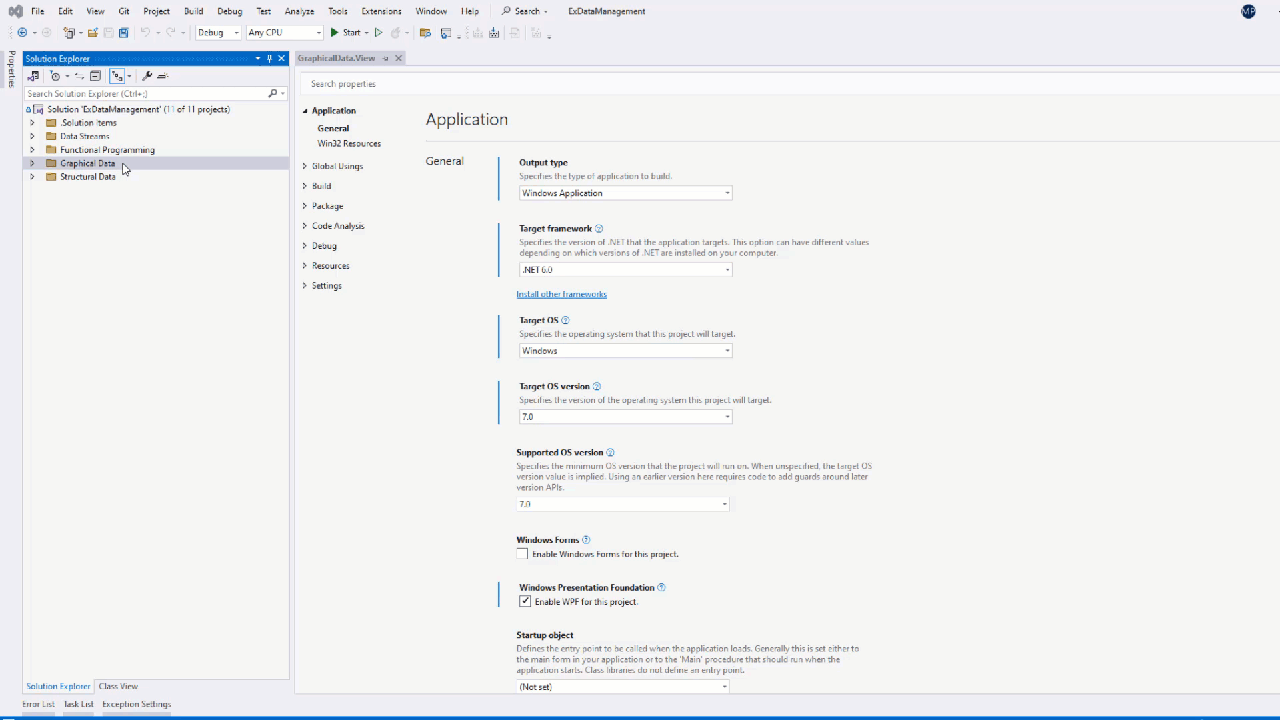 File Edit View Git Project Build Debug Test Analyze Tools Extensions Window Help Search ExDataManagement MP
Debug Any CPU Start
Properties
Solution Explorer
Search Solution Explorer (Ctrl+;)
Solution 'ExDataManagement' (11 of 11 projects)
.Solution Items
Data Streams
Functional Programming
Graphical Data
Structural Data
Solution Explorer Class View
GraphicalData.View
Search properties
Application
General
Win32 Resources
Global Usings
Build
Package
Code Analysis
Debug
Resources
Settings
Application
General
Output type
Specifies the type of application to build.
Windows Application
Target framework
Specifies the version of .NET that the application targets. This option can have different values
depending on which versions of .NET are installed on your computer.
.NET 6.0
Install other frameworks
Target OS
Specifies the operating system that this project will target.
Windows
Target OS version
Specifies the version of the operating system this project will target.
7.0
Supported OS version
Specifies the minimum OS version that the project will run on. When unspecified, the target OS
version value is implied. Using an earlier version here requires code to add guards around later
version APIs.
7.0
Windows Forms
Enable Windows Forms for this project.
Windows Presentation Foundation
Enable WPF for this project.
Startup object
Defines the entry point to be called when the application loads. Generally this is set either to
the main form in your application or to the 'Main' procedure that should run when the
application starts. Class libraries do not define an entry point.
(Not set)
Error List Task List Exception Settings